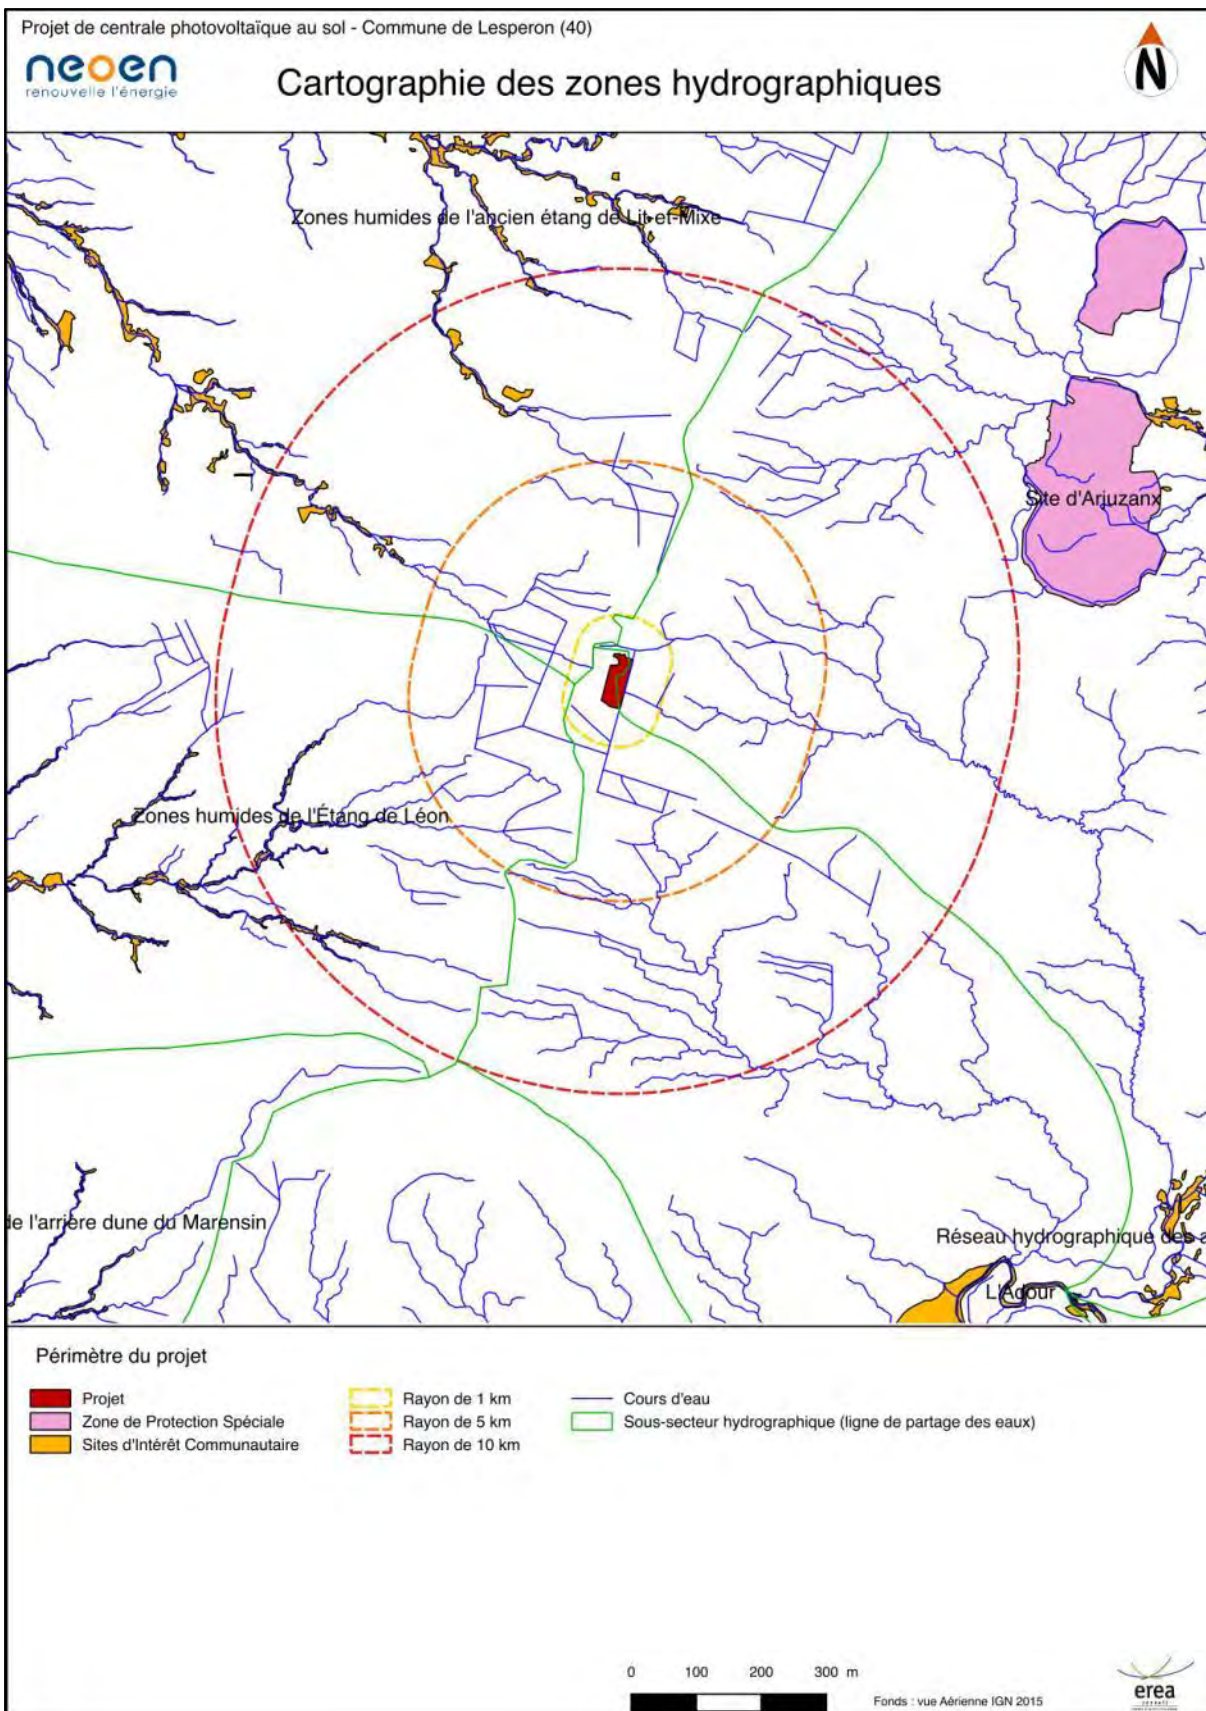 Projet de centrale photovoltaïque au sol - Commune de Lesperon (40)
neoen
renouvelle l'énergie
Cartographie des zones hydrographiques
N
Zones humides de l'ancien étang de Lit-et-Mixe
Site d'Arjuzanx
Zones humides de l'Étang de Léon
de l'arrière dune du Marensin
Réseau hydrographique des a
L'Adour
Périmètre du projet
Projet
Zone de Protection Spéciale
Sites d'Intérêt Communautaire
Rayon de 1 km
Rayon de 5 km
Rayon de 10 km
Cours d'eau
Sous-secteur hydrographique (ligne de partage des eaux)
0 100 200 300 m
Fonds : vue Aérienne IGN 2015
erea